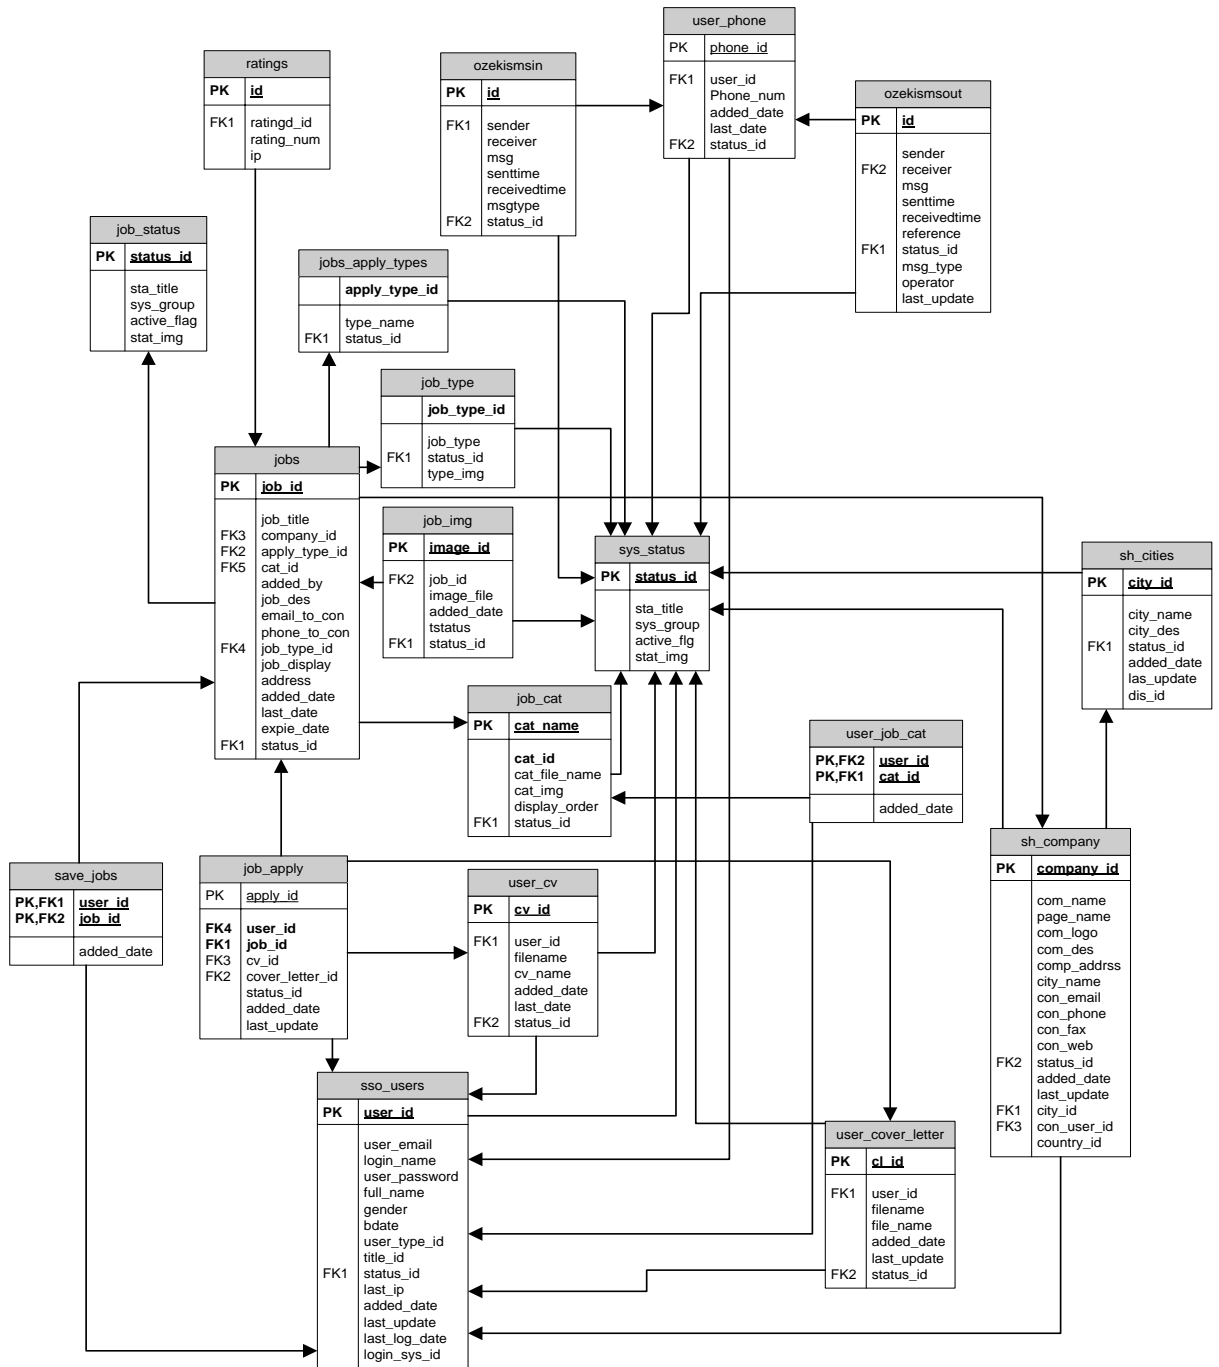 user_phone
PK phone_id
FK1 user_id
Phone_num
added_date
last_date
FK2 status_id
ratings
PK id
FK1 ratingd_id
rating_num
ip
ozekismsin
PK id
FK1 sender
receiver
msg
senttime
receivedtime
msgtype
FK2 status_id
ozekismsout
PK id
sender
FK2 receiver
msg
senttime
receivedtime
reference
FK1 status_id
msg_type
operator
last_update
job_status
PK status_id
sta_title
sys_group
active_flag
stat_img
jobs_apply_types
apply_type_id
type_name
FK1 status_id
job_type
job_type_id
job_type
FK1 status_id
type_img
jobs
PK job_id
job_title
FK3 company_id
FK2 apply_type_id
FK5 cat_id
added_by
job_des
email_to_con
phone_to_con
FK4 job_type_id
job_display
address
added_date
last_date
expie_date
FK1 status_id
job_img
PK image_id
FK2 job_id
image_file
added_date
tstatus
FK1 status_id
sys_status
PK status_id
sta_title
sys_group
active_flg
stat_img
sh_cities
PK city_id
city_name
city_des
FK1 status_id
added_date
las_update
dis_id
job_cat
PK cat_name
cat_id
cat_file_name
cat_img
display_order
FK1 status_id
user_job_cat
PK,FK2 user_id
PK,FK1 cat_id
added_date
sh_company
PK company_id
com_name
page_name
com_logo
com_des
comp_addrss
city_name
con_email
con_phone
con_fax
con_web
FK2 status_id
added_date
last_update
FK1 city_id
FK3 con_user_id
country_id
save_jobs
PK,FK1 user_id
PK,FK2 job_id
added_date
job_apply
PK apply_id
FK4 user_id
FK1 job_id
FK3 cv_id
FK2 cover_letter_id
status_id
added_date
last_update
user_cv
PK cv_id
FK1 user_id
filename
cv_name
added_date
last_date
FK2 status_id
sso_users
PK user_id
user_email
login_name
user_password
full_name
gender
bdate
user_type_id
title_id
FK1 status_id
last_ip
added_date
last_update
last_log_date
login_sys_id
user_cover_letter
PK cl_id
FK1 user_id
filename
file_name
added_date
last_update
FK2 status_id